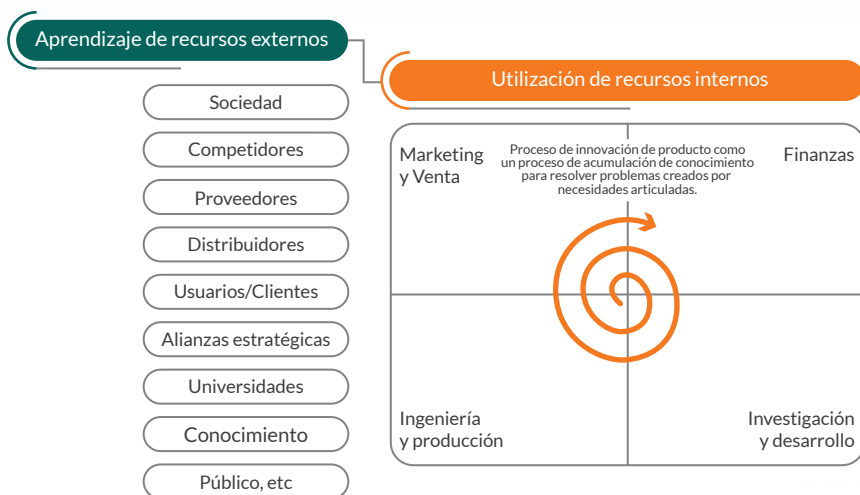 Aprendizaje de recursos externos
Utilización de recursos internos
Sociedad
Competidores
Proveedores
Distribuidores
Usuarios/Clientes
Alianzas estratégicas
Universidades
Conocimiento
Público, etc
Marketing
y Venta
Proceso de innovación de producto como
un proceso de acumulación de conocimiento
para resolver problemas creados por
necesidades articuladas.
Finanzas
Ingeniería
y producción
Investigación
y desarrollo